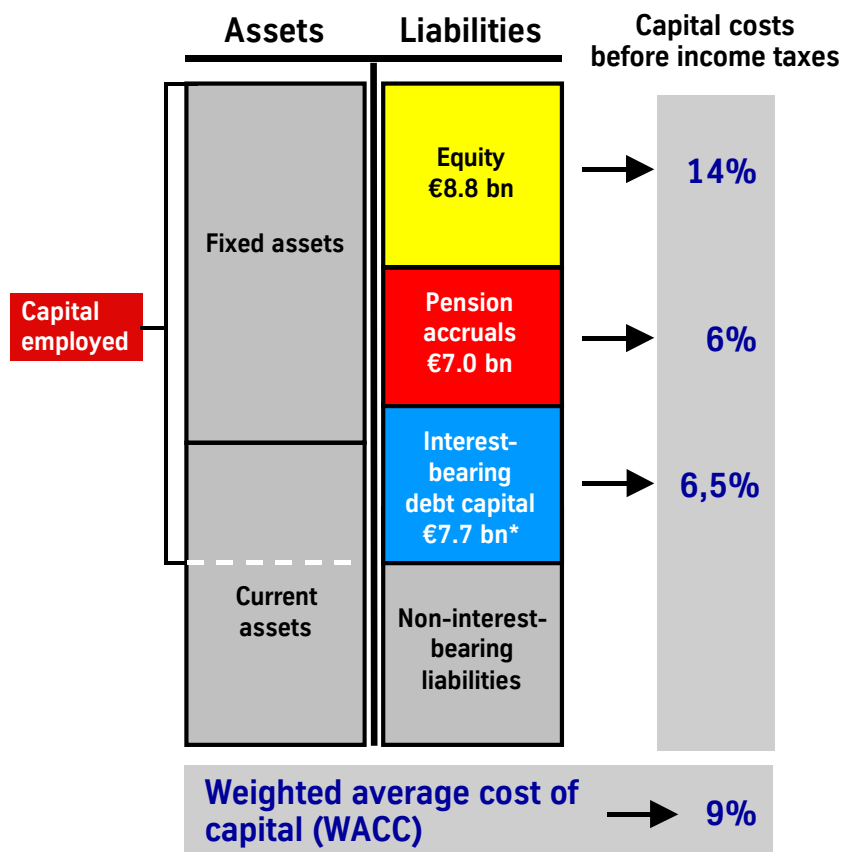 Assets
Liabilities
Capital costs
before income taxes
Equity
€8.8 bn
14%
Fixed assets
Capital
employed
Pension
accruals
€7.0 bn
6%
Interest-
bearing
debt capital
€7.7 bn*
6,5%
Current
assets
Non-interest-
bearing
liabilities
Weighted average cost of
capital (WACC)
9%